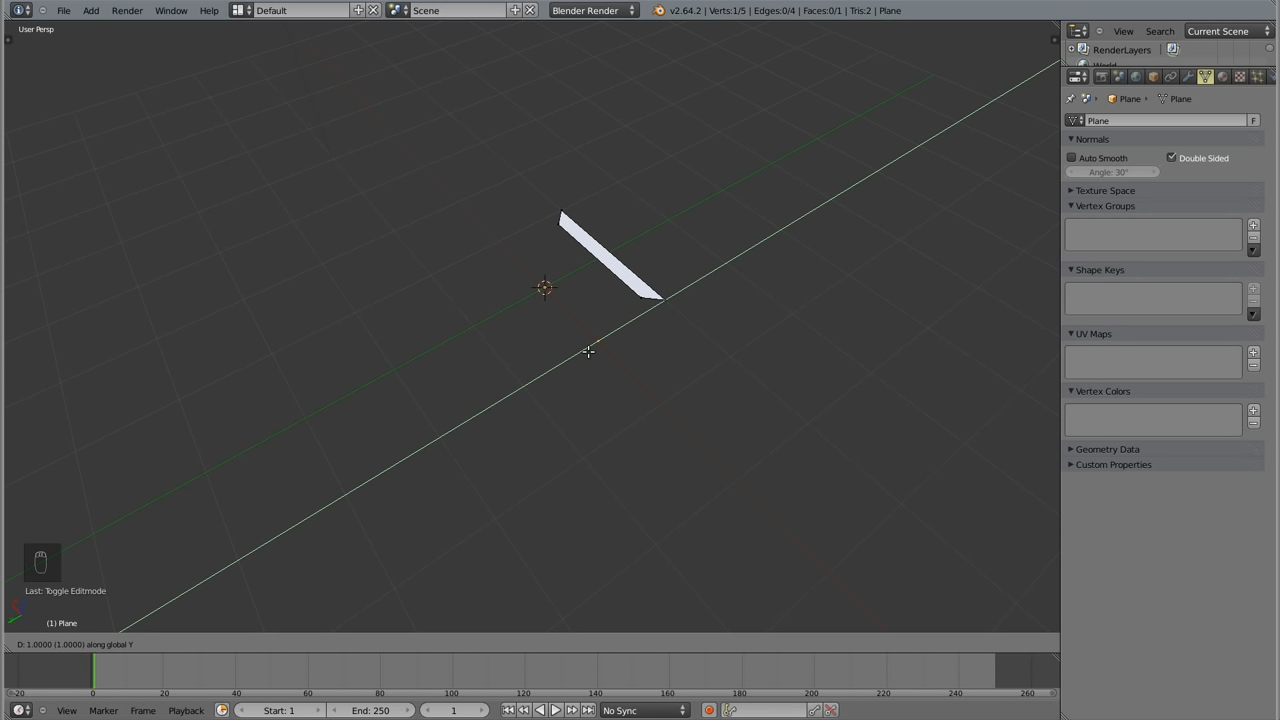 File Add Render Window Help Default Scene Blender Render v2.64.2 | Verts:1/5 | Edges:0/4 | Faces:0/1 | Tris:2 | Plane
User Persp
View Search Current Scene
RenderLayers
Plane Plane
Plane F
Normals
Auto Smooth Double Sided
Angle: 30°
Texture Space
Vertex Groups
Shape Keys
UV Maps
Vertex Colors
Geometry Data
Custom Properties
Last: Toggle Editmode
(1) Plane
D: 1.0000 (1.0000) along global Y
-20 0 20 40 60 80 100 120 140 160 180 200 220 240 260
View Marker Frame Playback Start: 1 End: 250 1 No Sync